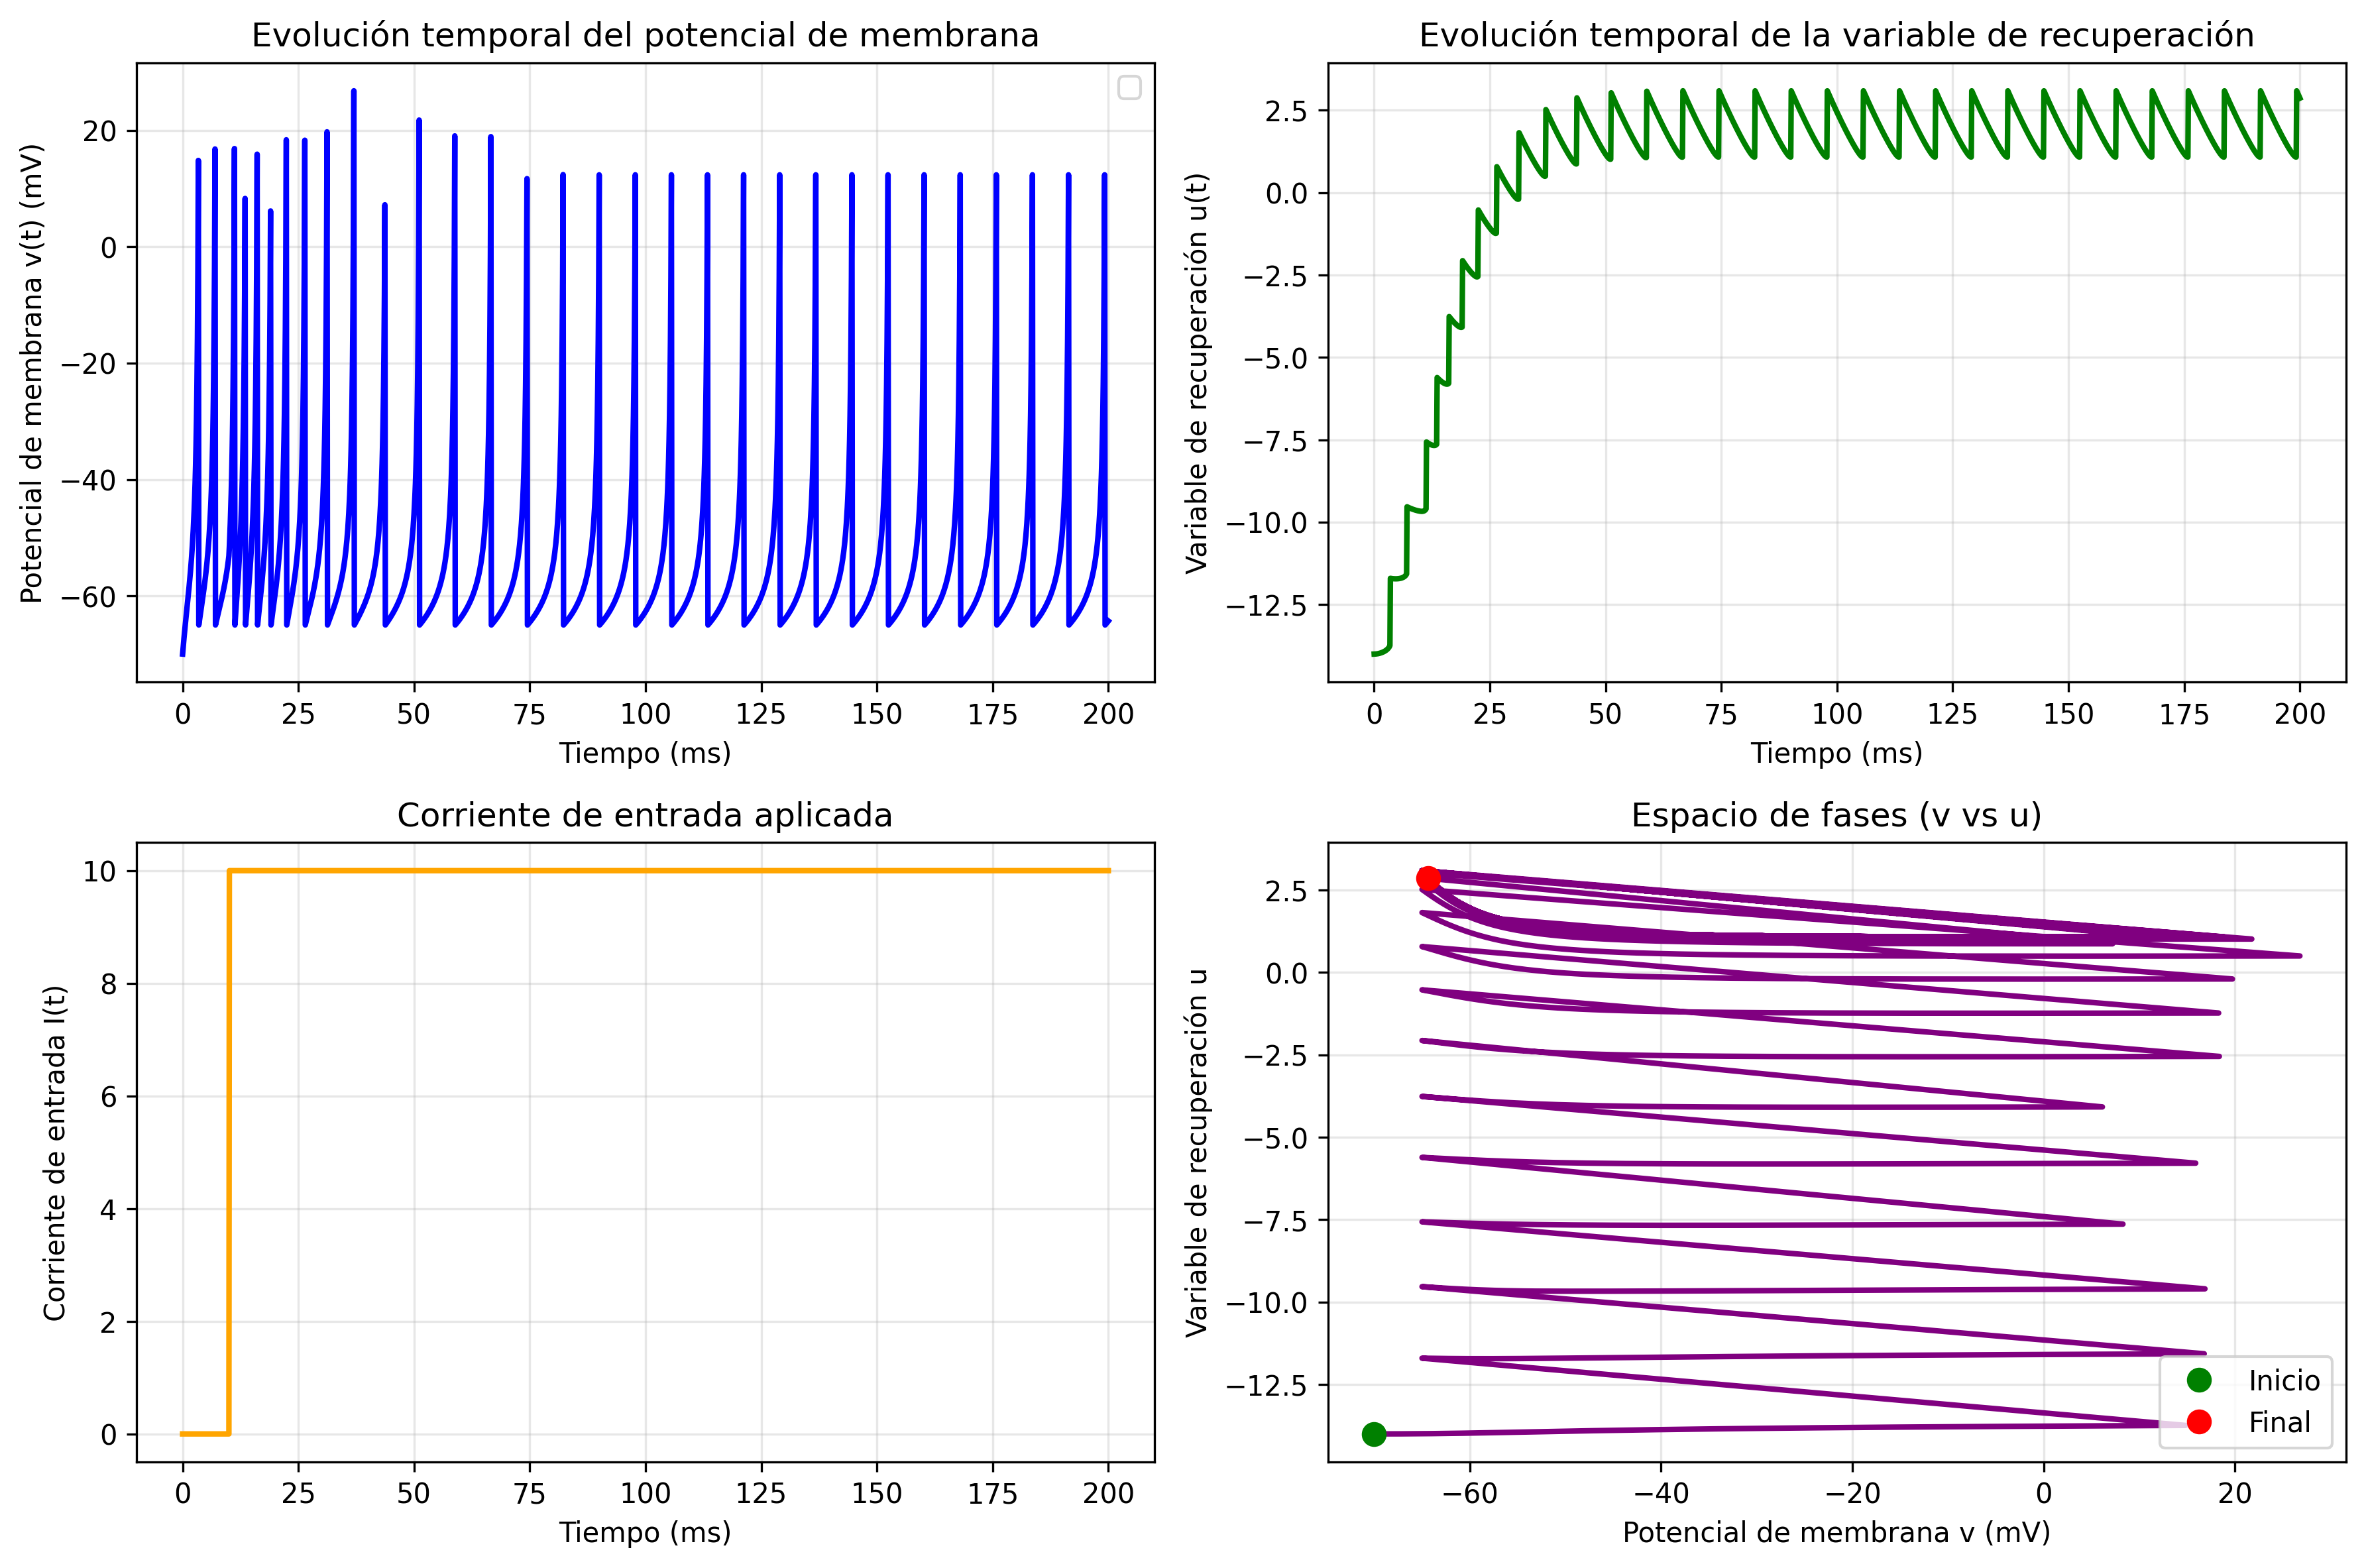 Evolución temporal del potencial de membrana
Potencial de membrana v(t) (mV)
20
0
−20
−40
−60
0 25 50 75 100 125 150 175 200
Tiempo (ms)
Evolución temporal de la variable de recuperación
Variable de recuperación u(t)
2.5
0.0
−2.5
−5.0
−7.5
−10.0
−12.5
0 25 50 75 100 125 150 175 200
Tiempo (ms)
Corriente de entrada aplicada
Corriente de entrada I(t)
10
8
6
4
2
0
0 25 50 75 100 125 150 175 200
Tiempo (ms)
Espacio de fases (v vs u)
Variable de recuperación u
2.5
0.0
−2.5
−5.0
−7.5
−10.0
−12.5
Inicio
Final
−60 −40 −20 0 20
Potencial de membrana v (mV)